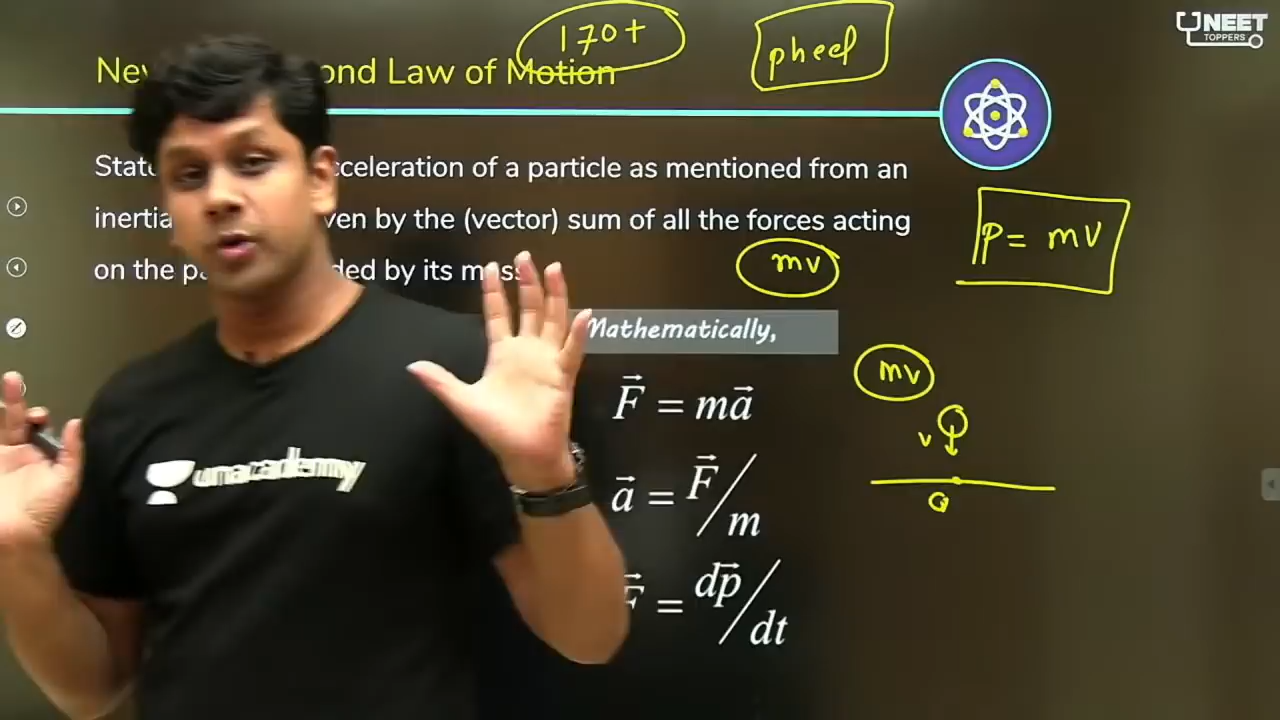 170+
pheel
NEET
TOPPERS
ond Law of Motion
State cceleration of a particle as mentioned from an
inertia ven by the (vector) sum of all the forces acting
on the pa ded by its mass
mv
p = mv
Mathematically,
F⃗ = ma⃗
mv
v
a⃗ = F⃗/m
0
F⃗ = dp⃗/dt
unacademy